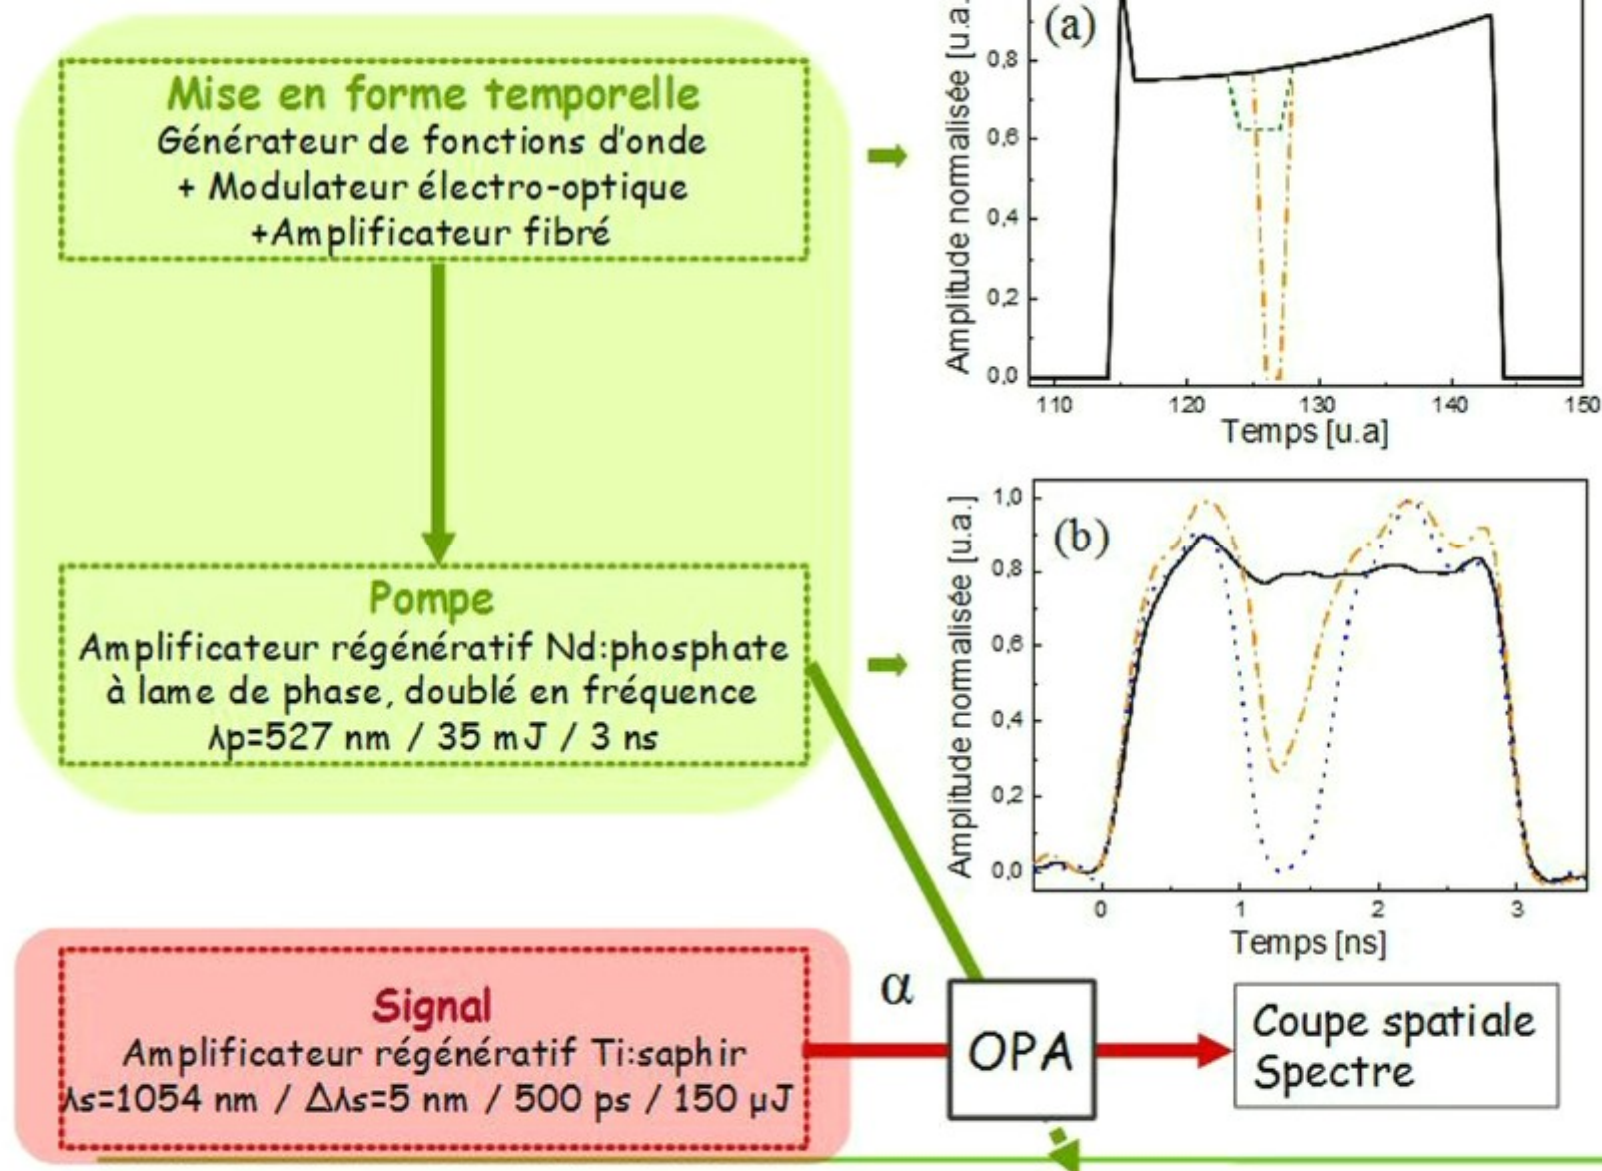 Mise en forme temporelle
Générateur de fonctions d'onde
+ Modulateur électro-optique
+Amplificateur fibré
Pompe
Amplificateur régénératif Nd:phosphate
à lame de phase, doublé en fréquence
λp=527 nm / 35 mJ / 3 ns
Signal
Amplificateur régénératif Ti:saphir
λs=1054 nm / Δλs=5 nm / 500 ps / 150 µJ
(a)
Amplitude normalisée [u.a.
0,8
0,6
0,4
0,2
0,0
110 120 130 140 150
Temps [u.a]
(b)
Amplitude normalisée [u.a.]
1,0
0,8
0,6
0,4
0,2
0,0
0 1 2 3
Temps [ns]
α
OPA
Coupe spatiale
Spectre